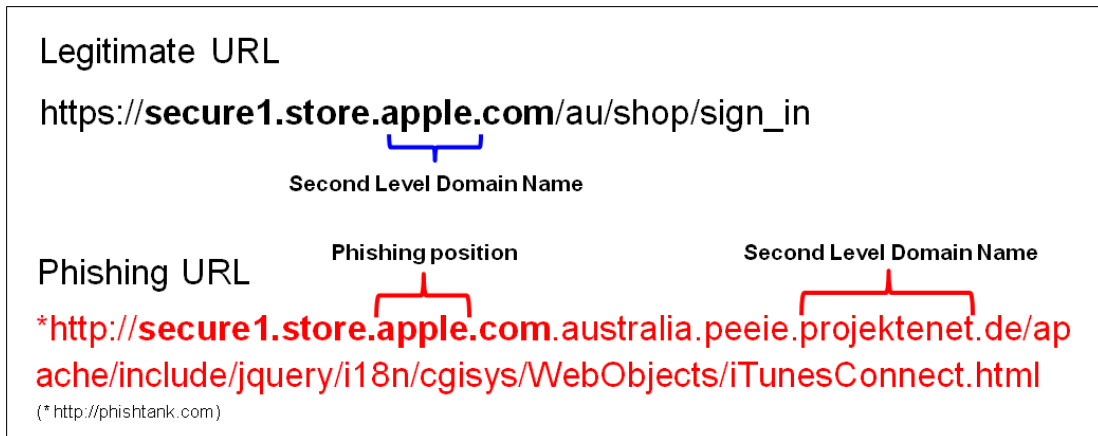 Legitimate URL
https://secure1.store.apple.com/au/shop/sign_in
Second Level Domain Name
Phishing position
Second Level Domain Name
Phishing URL
*http://secure1.store.apple.com.australia.peeie.projektenet.de/ap
ache/include/jquery/i18n/cgisys/WebObjects/iTunesConnect.html
(* http://phishtank.com)